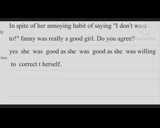 In spite of her annoying habit of saying "I don't want
to!" fanny was really a good girl. Do you agree?
yes she was good as she was good as she was willing
to correct t herself.